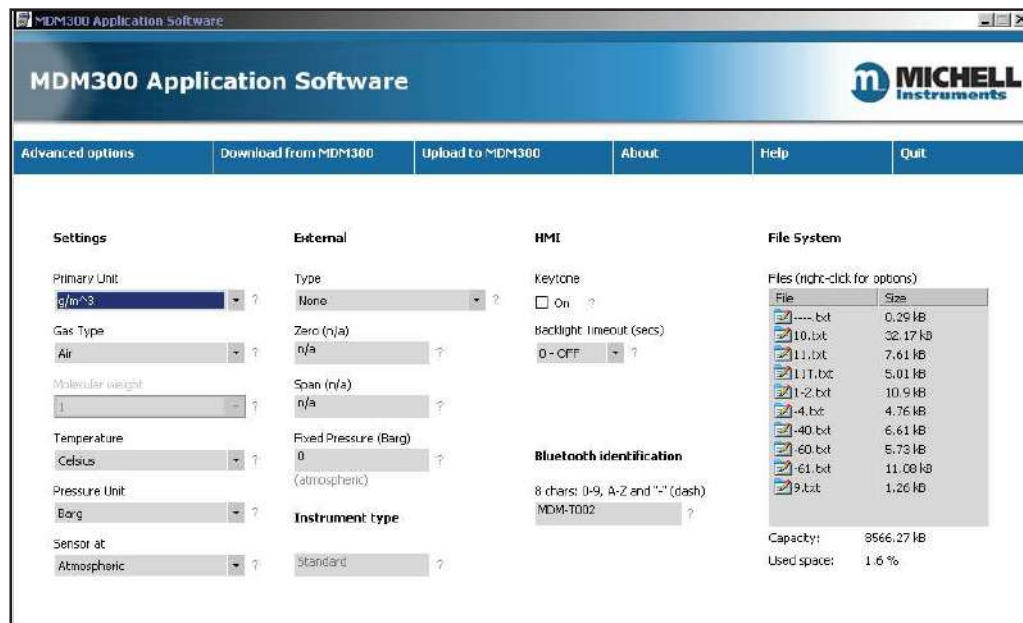 MDM300 Application Software
MDM300 Application Software
MICHELL
Instruments
Advanced options Download from MDM300 Upload to MDM300 About Help Quit
Settings
Primary Unit
g/m^3 ?
Gas Type
Air ?
Molecular weight
1 ?
Temperature
Celsius ?
Pressure Unit
Barg ?
Sensor at
Atmospheric ?
External
Type
None ?
Zero (n/a)
n/a ?
Span (n/a)
n/a ?
Fixed Pressure (Barg)
0 ?
(atmospheric)
Instrument type
Standard ?
HMI
Keytone
On ?
Backlight Timeout (secs)
0 - OFF ?
Bluetooth identification
8 chars: 0-9, A-Z and "-" (dash)
MDM-T002 ?
File System
Files (right-click for options)
File Size
----.txt 0.29 kB
10.txt 32.17 kB
11.txt 7.61 kB
11T.txt 5.01 kB
1-2.txt 10.9 kB
-4.txt 4.76 kB
-40.txt 6.61 kB
-60.txt 5.73 kB
-61.txt 11.08 kB
9.txt 1.26 kB
Capacity: 8566.27 kB
Used space: 1.6 %